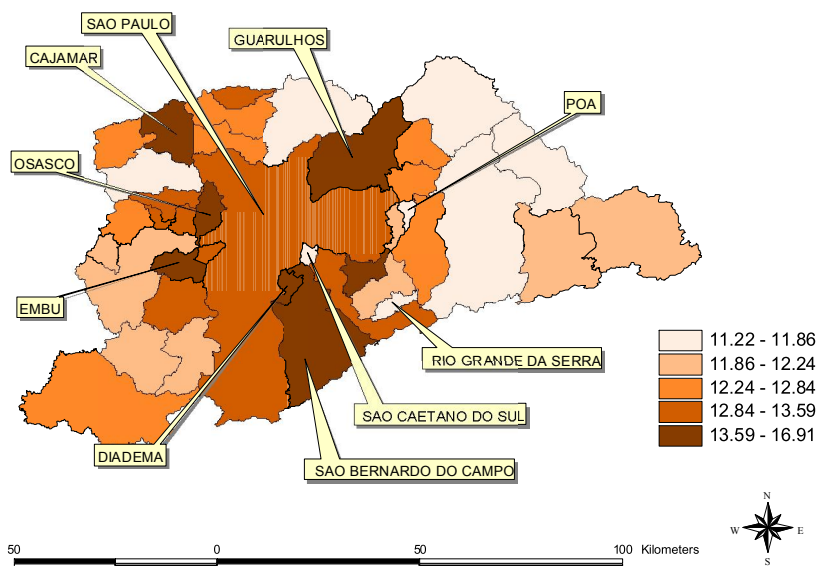 SAO PAULO
GUARULHOS
CAJAMAR
POA
OSASCO
EMBU
RIO GRANDE DA SERRA
SAO CAETANO DO SUL
DIADEMA
SAO BERNARDO DO CAMPO
11.22 - 11.86
11.86 - 12.24
12.24 - 12.84
12.84 - 13.59
13.59 - 16.91
N
W E
S
50 0 50 100 Kilometers